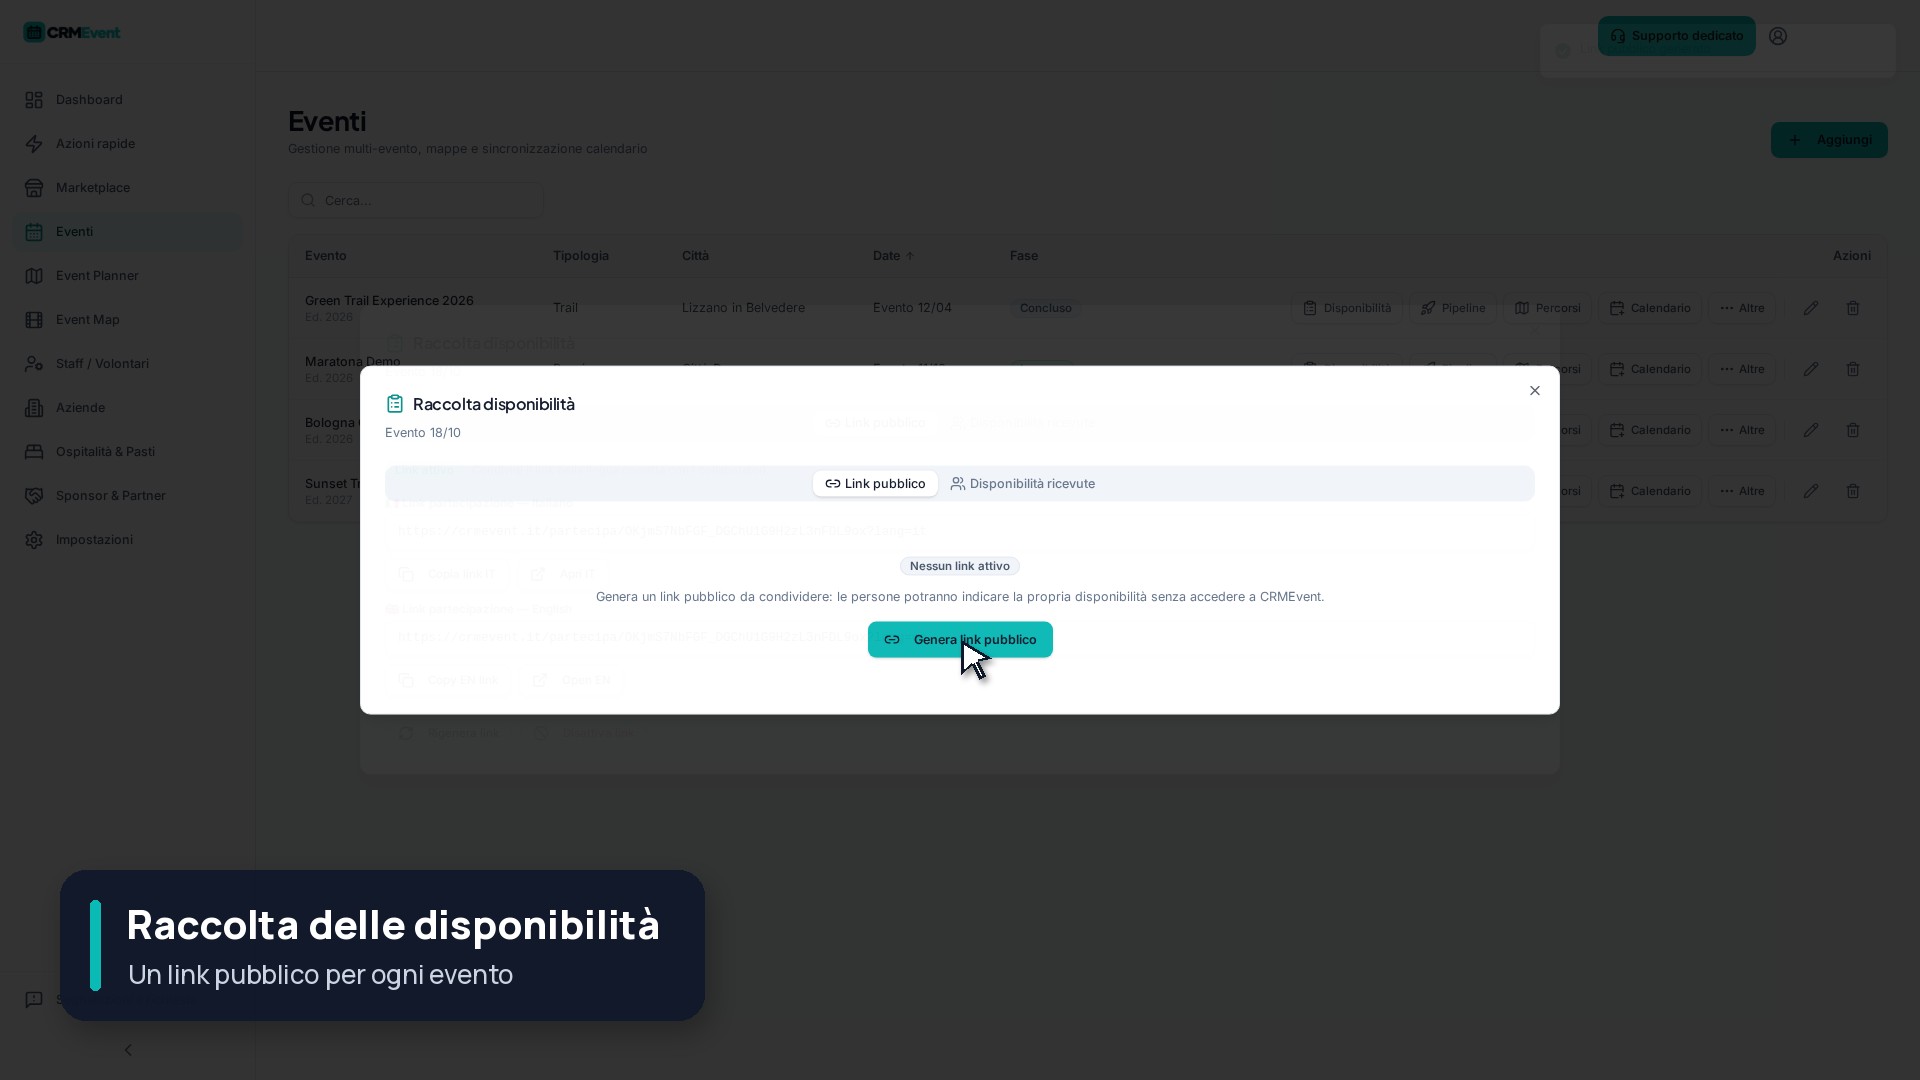 CRMEvent
Supporto dedicato
Dashboard
Azioni rapide
Marketplace
Eventi
Event Planner
Event Map
Staff / Volontari
Aziende
Ospitalità & Pasti
Sponsor & Partner
Impostazioni
Eventi
Gestione multi-evento, mappe e sincronizzazione calendario
Aggiungi
Cerca...
Evento Tipologia Città Date ↑ Fase Azioni
Green Trail Experience 2026 Trail Lizzano in Belvedere Evento 12/04 Concluso Disponibilità Pipeline Percorsi Calendario Altre
Ed. 2026
Maratona Demo Calendario Altre
Ed. 2026
Bologna Calendario Altre
Ed. 2026
Sunset Calendario Altre
Ed. 2027
Raccolta disponibilità
Evento 18/10
Link pubblico Disponibilità ricevute
Nessun link attivo
Genera un link pubblico da condividere: le persone potranno indicare la propria disponibilità senza accedere a CRMEvent.
Genera link pubblico
Raccolta delle disponibilità
Un link pubblico per ogni evento